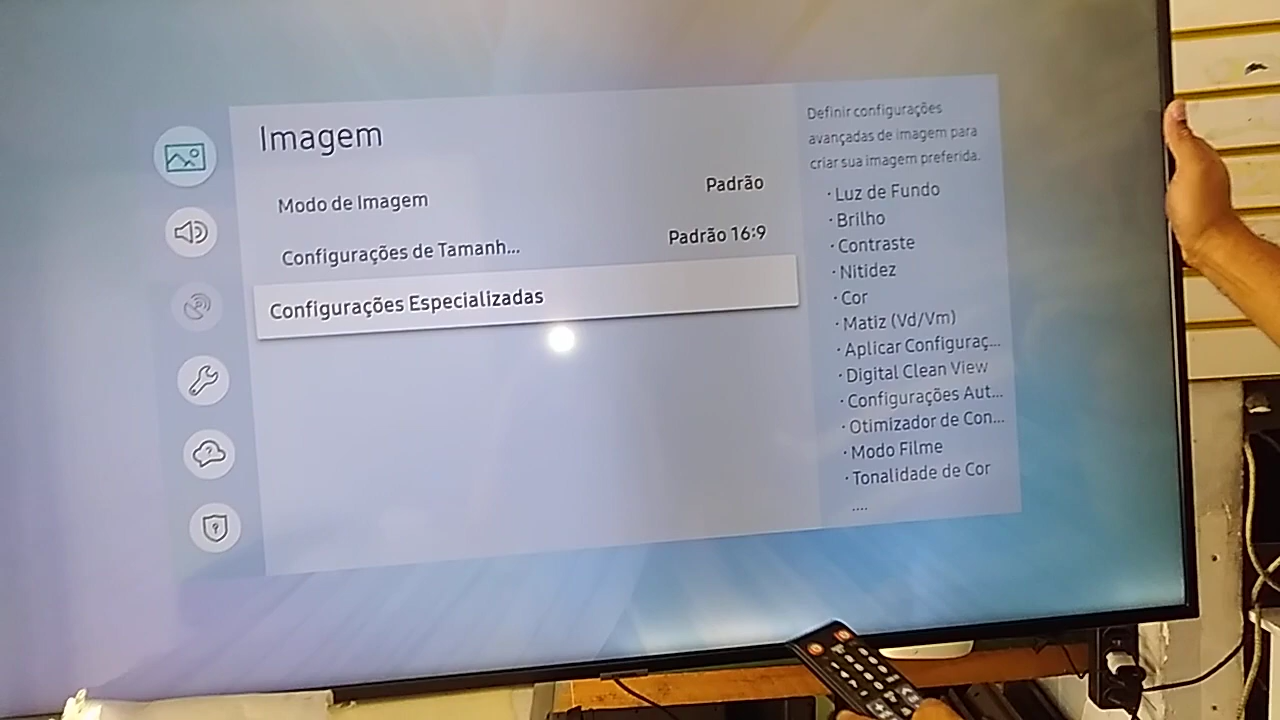 Imagem
Modo de Imagem
Padrão
Configurações de Tamanh...
Padrão 16:9
Configurações Especializadas
Definir configurações
avançadas de imagem para
criar sua imagem preferida.
· Luz de Fundo
· Brilho
· Contraste
· Nitidez
· Cor
· Matiz (Vd/Vm)
· Aplicar Configuraç...
· Digital Clean View
· Configurações Aut...
· Otimizador de Con...
· Modo Filme
· Tonalidade de Cor
....